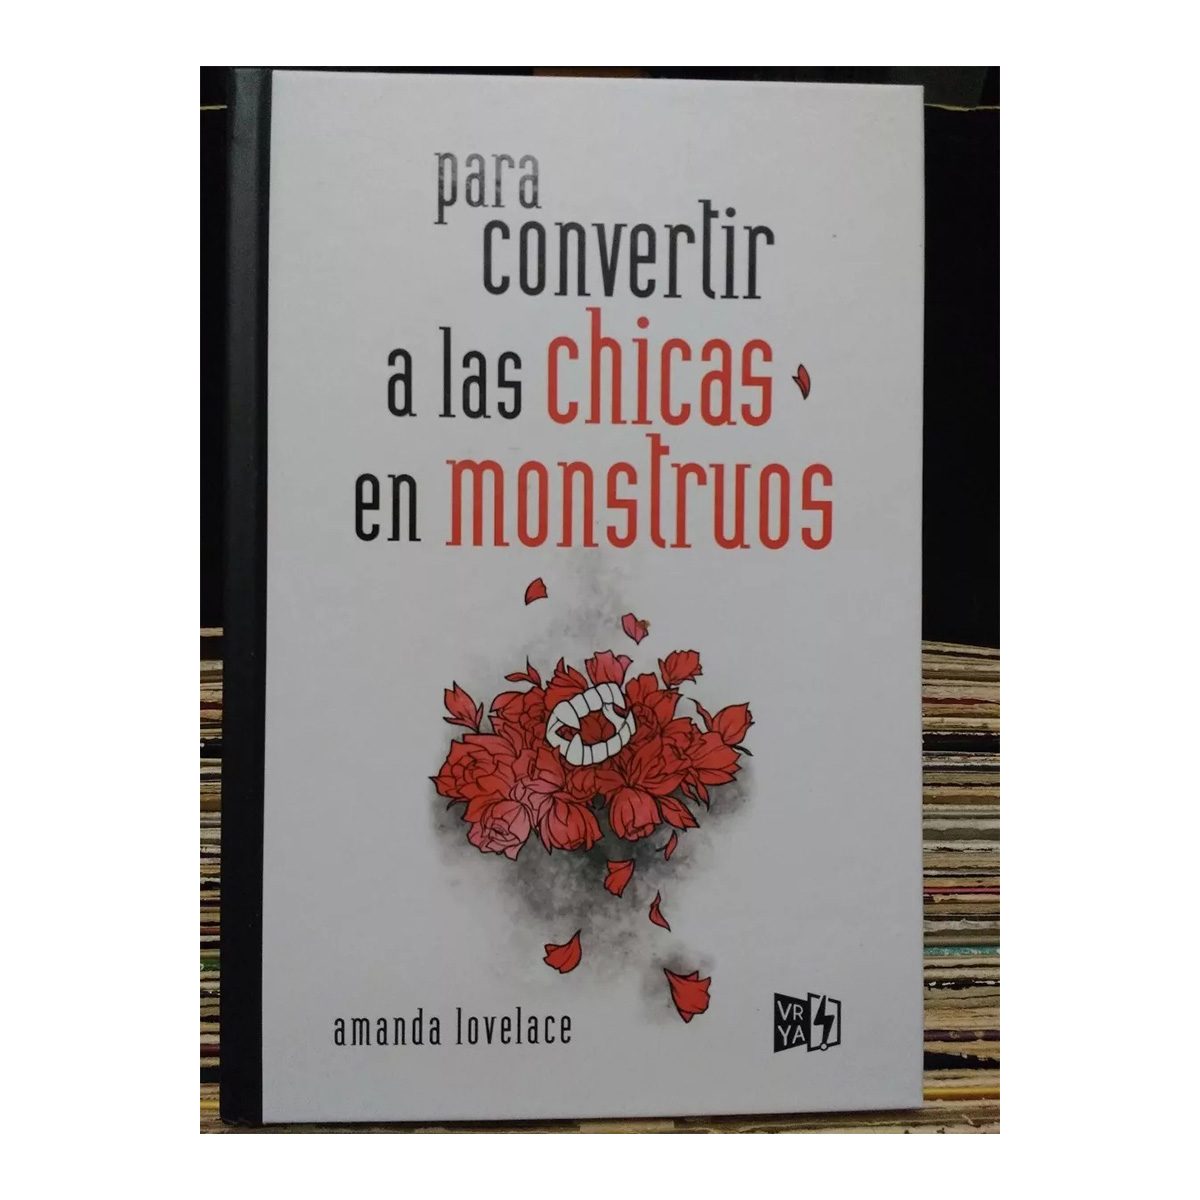 para
convertir
a las chicas
en monstruos
amanda lovelace
VR
YA